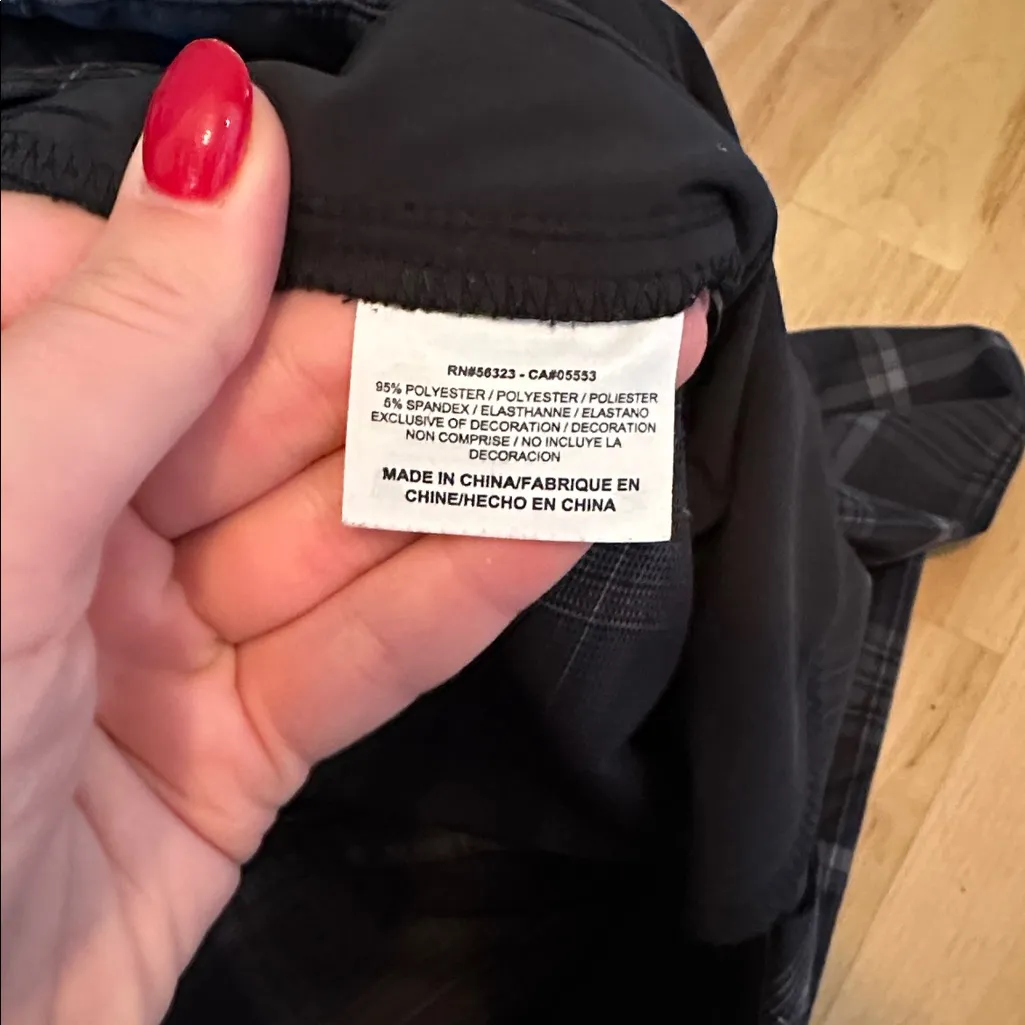 RN#56323 - CA#05553
95% POLYESTER / POLYESTER / POLIESTER
5% SPANDEX / ELASTHANNE / ELASTANO
EXCLUSIVE OF DECORATION / DECORATION
NON COMPRISE / NO INCLUYE LA
DECORACION
MADE IN CHINA/FABRIQUE EN
CHINE/HECHO EN CHINA